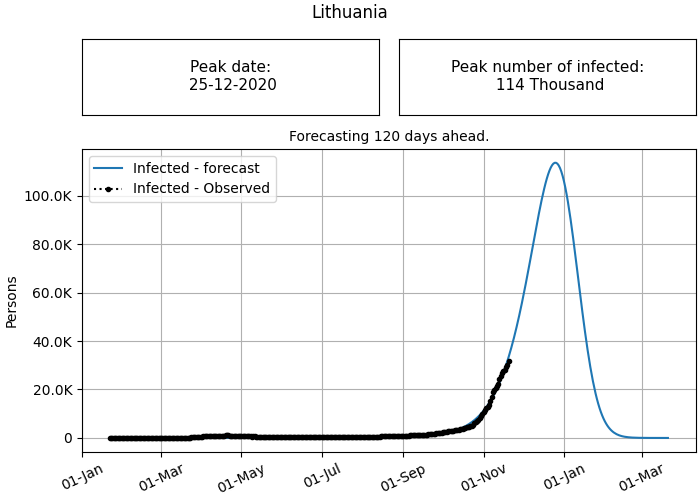 Lithuania
Peak date:
25-12-2020
Peak number of infected:
114 Thousand
Forecasting 120 days ahead.
Infected - forecast
Infected - Observed
Persons
100.0K
80.0K
60.0K
40.0K
20.0K
0
01-Jan
01-Mar
01-May
01-Jul
01-Sep
01-Nov
01-Jan
01-Mar